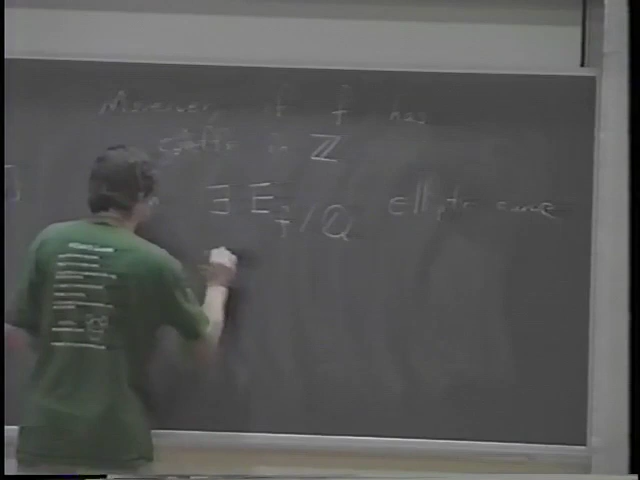 Moreover, if f has
coeffs in ℤ
∃ E_f/ℚ elliptic curve